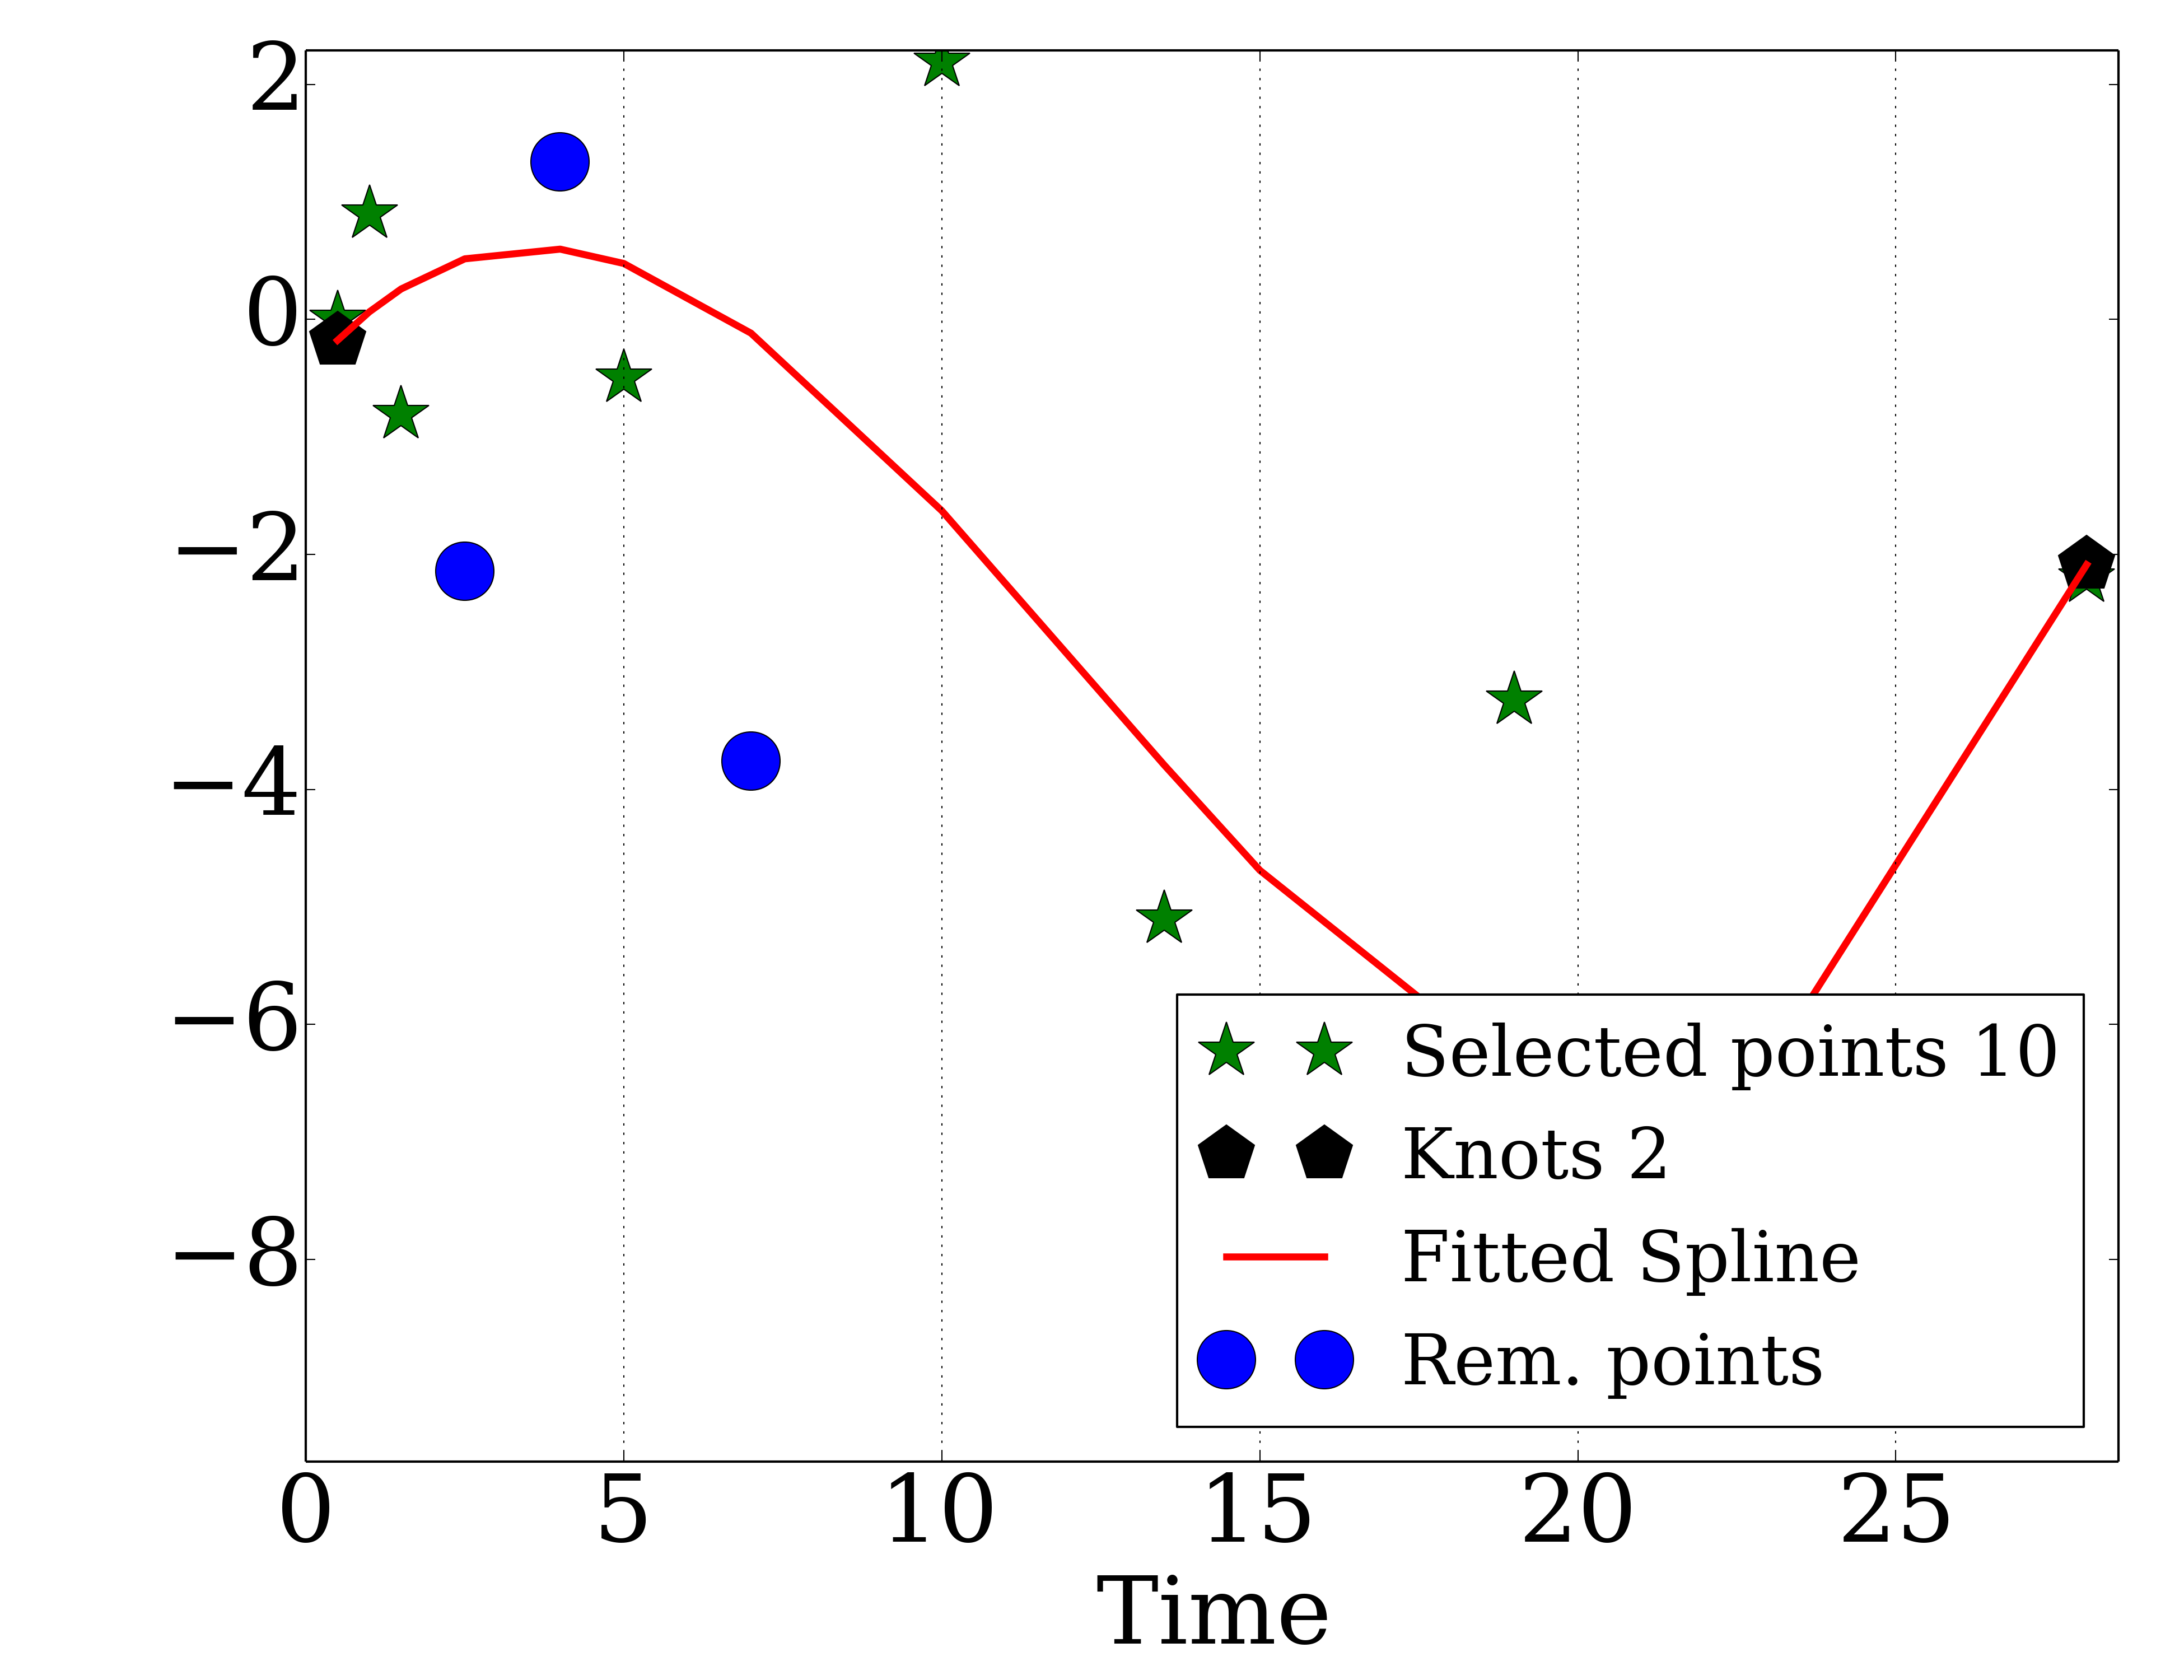 2
0
−2
−4
−6
−8
Selected points 10
Knots 2
Fitted Spline
Rem. points
0 5 10 15 20 25
Time